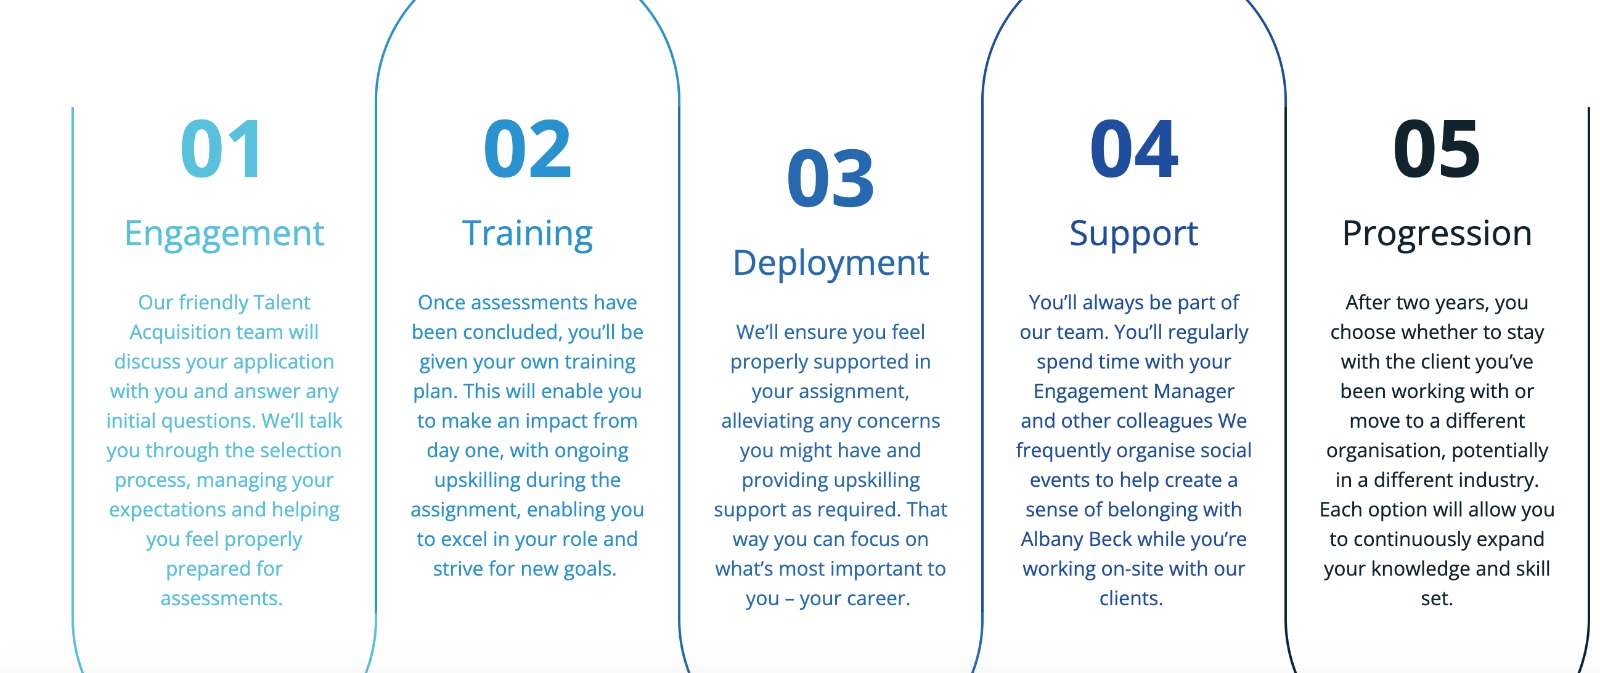 01
Engagement
Our friendly Talent
Acquisition team will
discuss your application
with you and answer any
initial questions. We’ll talk
you through the selection
process, managing your
expectations and helping
you feel properly
prepared for
assessments.
02
Training
Once assessments have
been concluded, you’ll be
given your own training
plan. This will enable you
to make an impact from
day one, with ongoing
upskilling during the
assignment, enabling you
to excel in your role and
strive for new goals.
03
Deployment
We’ll ensure you feel
properly supported in
your assignment,
alleviating any concerns
you might have and
providing upskilling
support as required. That
way you can focus on
what’s most important to
you – your career.
04
Support
You’ll always be part of
our team. You’ll regularly
spend time with your
Engagement Manager
and other colleagues We
frequently organise social
events to help create a
sense of belonging with
Albany Beck while you’re
working on-site with our
clients.
05
Progression
After two years, you
choose whether to stay
with the client you’ve
been working with or
move to a different
organisation, potentially
in a different industry.
Each option will allow you
to continuously expand
your knowledge and skill
set.